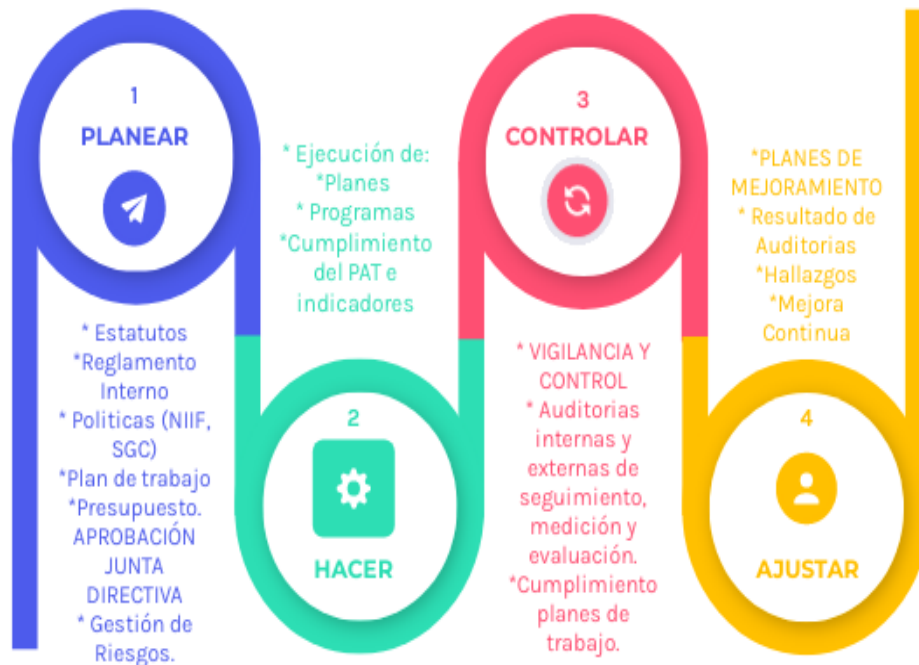 1
PLANEAR
* Estatutos
*Reglamento
Interno
* Politicas (NIIF,
SGC)
*Plan de trabajo
*Presupuesto.
APROBACIÓN
JUNTA
DIRECTIVA
* Gestión de
Riesgos.
* Ejecución de:
*Planes
* Programas
*Cumplimiento
del PAT e
indicadores
2
HACER
3
CONTROLAR
* VIGILANCIA Y
CONTROL
* Auditorias
internas y
externas de
seguimiento,
medición y
evaluación.
*Cumplimiento
planes de
trabajo.
*PLANES DE
MEJORAMIENTO
* Resultado de
Auditorias
*Hallazgos
*Mejora
Continua
4
AJUSTAR